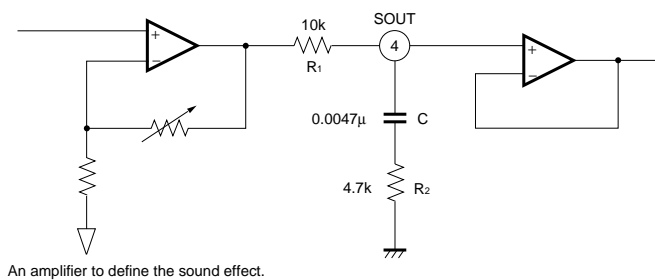 10k
SOUT
+
−
4
+
−
R1
0.0047μ
C
4.7k
R2
An amplifier to define the sound effect.